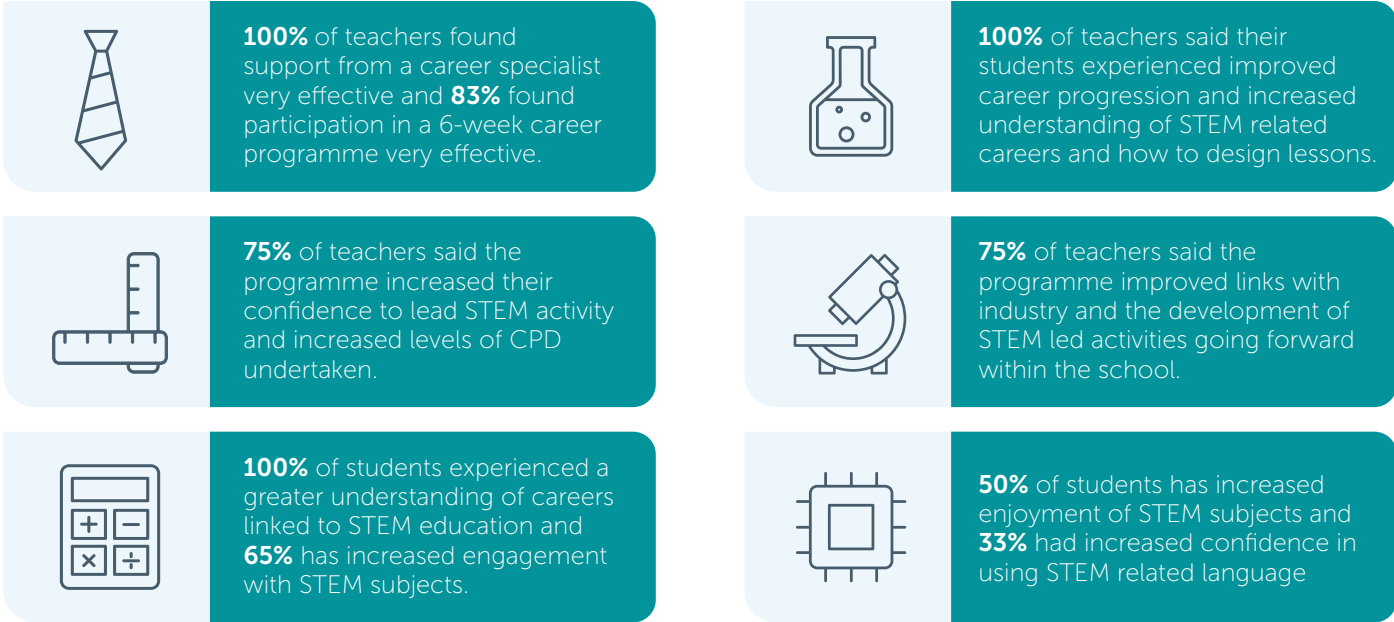 100% of teachers found
support from a career specialist
very effective and 83% found
participation in a 6-week career
programme very effective.
100% of teachers said their
students experienced improved
career progression and increased
understanding of STEM related
careers and how to design lessons.
75% of teachers said the
programme increased their
confidence to lead STEM activity
and increased levels of CPD
undertaken.
75% of teachers said the
programme improved links with
industry and the development of
STEM led activities going forward
within the school.
100% of students experienced a
greater understanding of careers
linked to STEM education and
65% has increased engagement
with STEM subjects.
50% of students has increased
enjoyment of STEM subjects and
33% had increased confidence in
using STEM related language